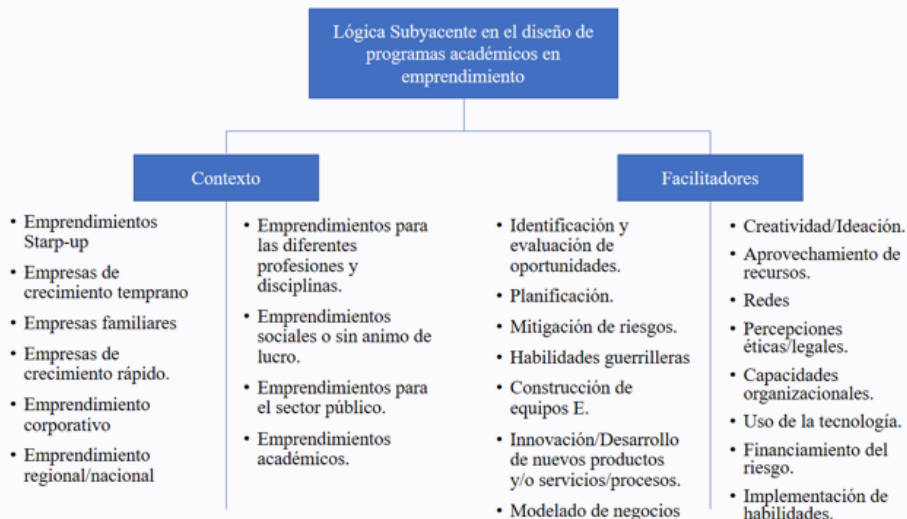 Lógica Subyacente en el diseño de
programas académicos en
emprendimiento
Contexto
• Emprendimientos
Starp-up
• Empresas de
crecimiento temprano
• Empresas familiares
• Empresas de
crecimiento rápido.
• Emprendimiento
corporativo
• Emprendimiento
regional/nacional
• Emprendimientos para
las diferentes
profesiones y
disciplinas.
• Emprendimientos
sociales o sin animo de
lucro.
• Emprendimientos para
el sector público.
• Emprendimientos
académicos.
Facilitadores
• Identificación y
evaluación de
oportunidades.
• Planificación.
• Mitigación de riesgos.
• Habilidades guerrilleras
• Construcción de
equipos E.
• Innovación/Desarrollo
de nuevos productos
y/o servicios/procesos.
• Modelado de negocios
• Creatividad/Ideación.
• Aprovechamiento de
recursos.
• Redes
• Percepciones
éticas/legales.
• Capacidades
organizacionales.
• Uso de la tecnología.
• Financiamiento del
riesgo.
• Implementación de
habilidades.